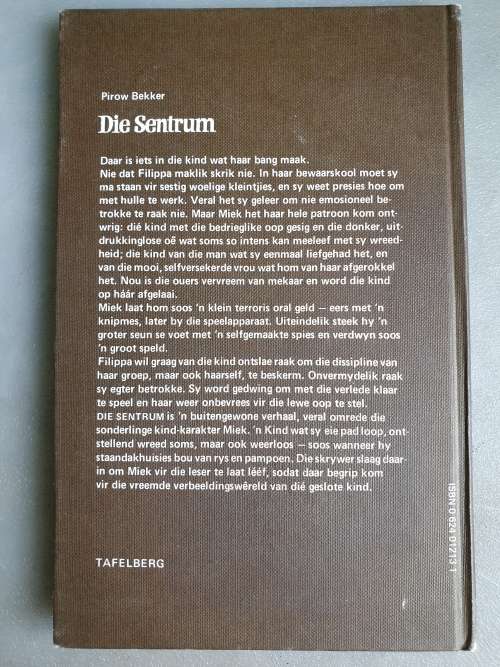 Pirow Bekker
Die Sentrum
Daar is iets in die kind wat haar bang maak.
Nie dat Filippa maklik skrik nie. In haar bewaarskool moet sy
ma staan vir sestig woelige kleintjies, en sy weet presies hoe om
met hulle te werk. Veral het sy geleer om nie emosioneel be-
trokke te raak nie. Maar Miek het haar hele patroon kom ont-
wrig: dié kind met die bedrieglike oop gesig en die donker, uit-
drukkinglose oë wat soms so intens kan meeleef met sy wreed-
heid; die kind van die man wat sy eenmaal liefgehad het, en
van die mooi, selfversekerde vrou wat hom van haar afgerokkel
het. Nou is die ouers vervreem van mekaar en word die kind
op háár afgelaai.
Miek laat hom soos 'n klein terroris oral geld — eers met 'n
knipmes, later by die speelapparaat. Uiteindelik steek hy 'n
groter seun se voet met 'n selfgemaakte spies en verdwyn soos
'n groot speld.
Filippa wil graag van die kind ontslae raak om die dissipline van
haar groep, maar ook haarself, te beskerm. Onvermydelik raak
sy egter betrokke. Sy word gedwing om met die verlede klaar
te speel en haar weer onbevrees vir die lewe oop te stel.
DIE SENTRUM is 'n buitengewone verhaal, veral omrede die
sonderlinge kind-karakter Miek. 'n Kind wat sy eie pad loop, ont-
stellend wreed soms, maar ook weerloos — soos wanneer hy
staandakhuisies bou van rys en pampoen. Die skrywer slaag daar-
in om Miek vir die leser te laat lééf, sodat daar begrip kom
vir die vreemde verbeeldingswêreld van dié geslote kind.
TAFELBERG
ISBN 0 624 01213 1